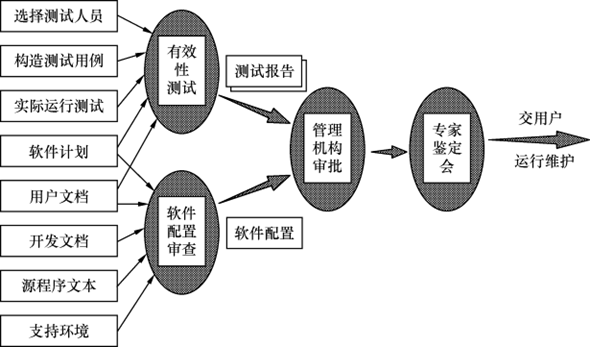 选择测试人员
构造测试用例
实际运行测试
软件计划
用户文档
开发文档
源程序文本
支持环境
有效
性
测试
软件
配置
审查
测试报告
软件配置
管理
机构
审批
专家
鉴定
会
交用户
运行维护